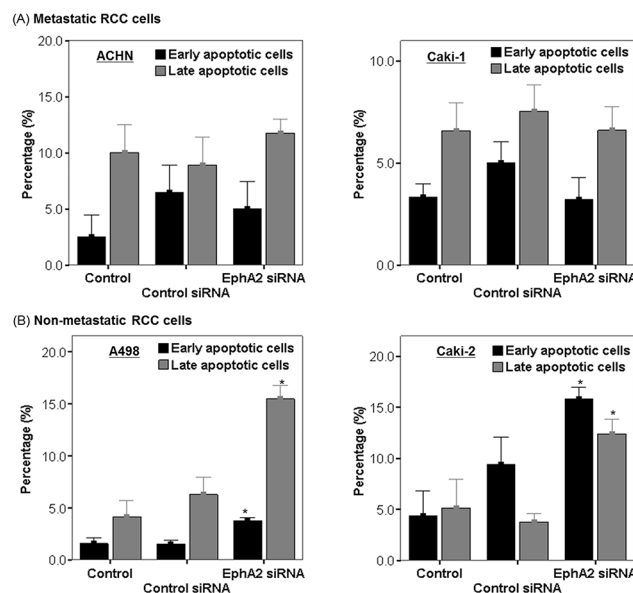 (A) Metastatic RCC cells
20.0
ACHN
Early apoptotic cells
Late apoptotic cells
15.0
10.0
5.0
0.0
Percentage (%)
Control
EphA2 siRNA
Control siRNA
Caki-1
Early apoptotic cells
Late apoptotic cells
10.0
5.0
0.0
Percentage (%)
Control
EphA2 siRNA
Control siRNA
(B) Non-metastatic RCC cells
A498
Early apoptotic cells
Late apoptotic cells
20.0
15.0
10.0
5.0
0.0
Percentage (%)
*
*
Control
EphA2 siRNA
Control siRNA
Caki-2
Early apoptotic cells
Late apoptotic cells
20.0
15.0
10.0
5.0
0.0
Percentage (%)
*
*
Control
EphA2 siRNA
Control siRNA